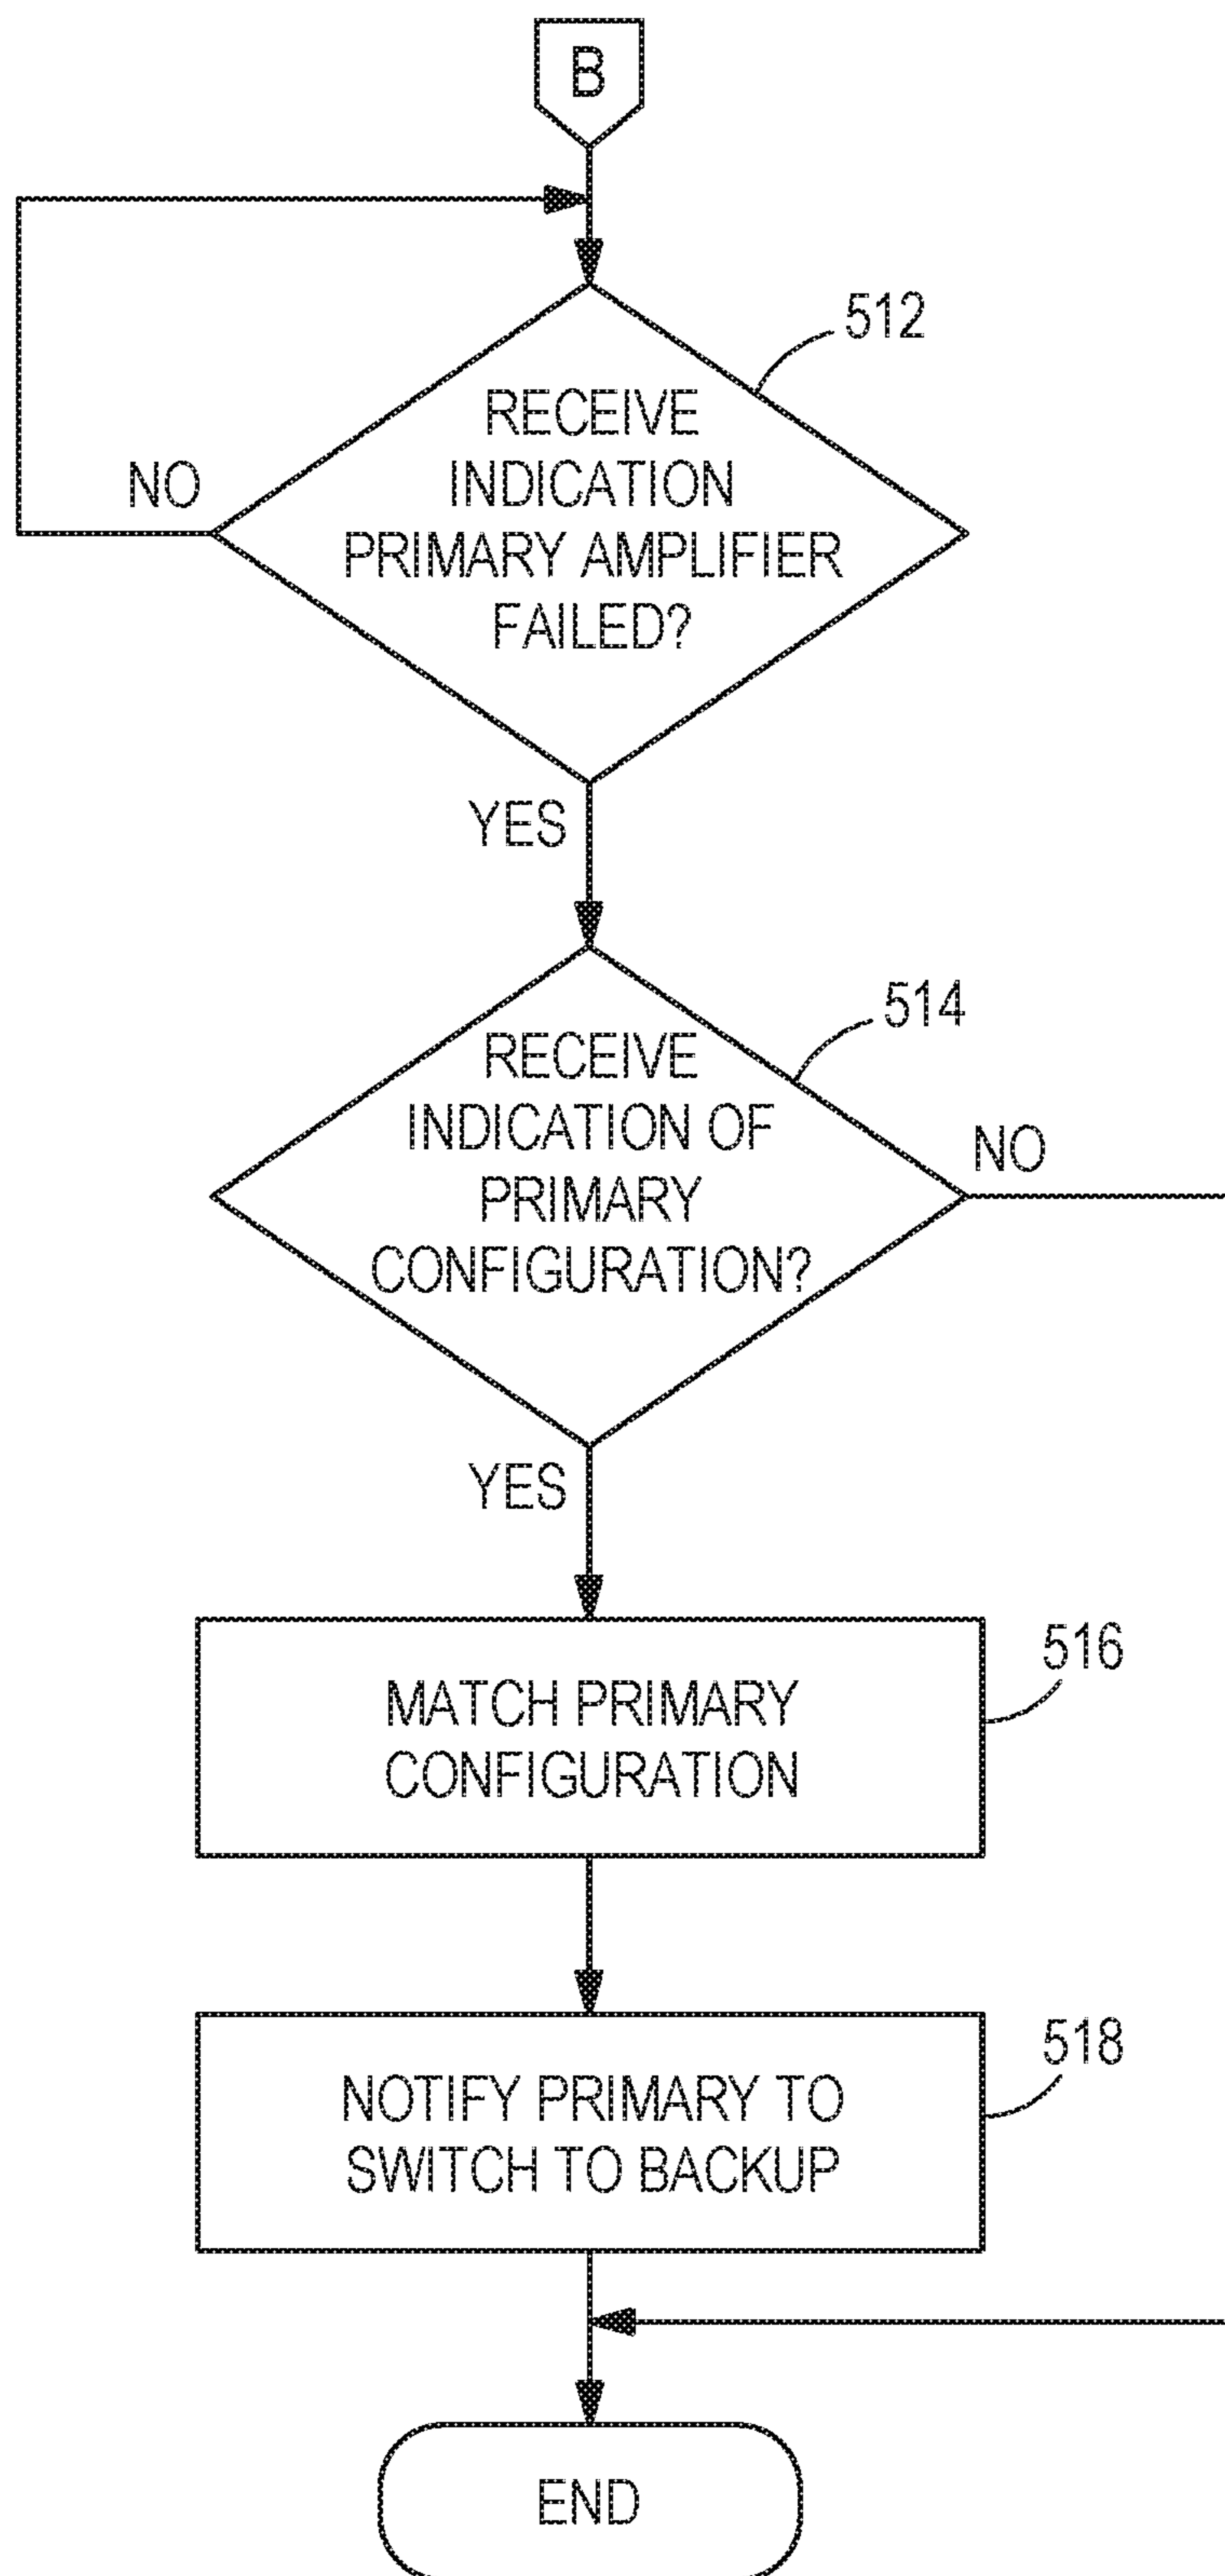 B
512
RECEIVE
INDICATION
PRIMARY AMPLIFIER
FAILED?
NO
YES
514
RECEIVE
INDICATION OF
PRIMARY
CONFIGURATION?
NO
YES
516
MATCH PRIMARY
CONFIGURATION
518
NOTIFY PRIMARY TO
SWITCH TO BACKUP
END